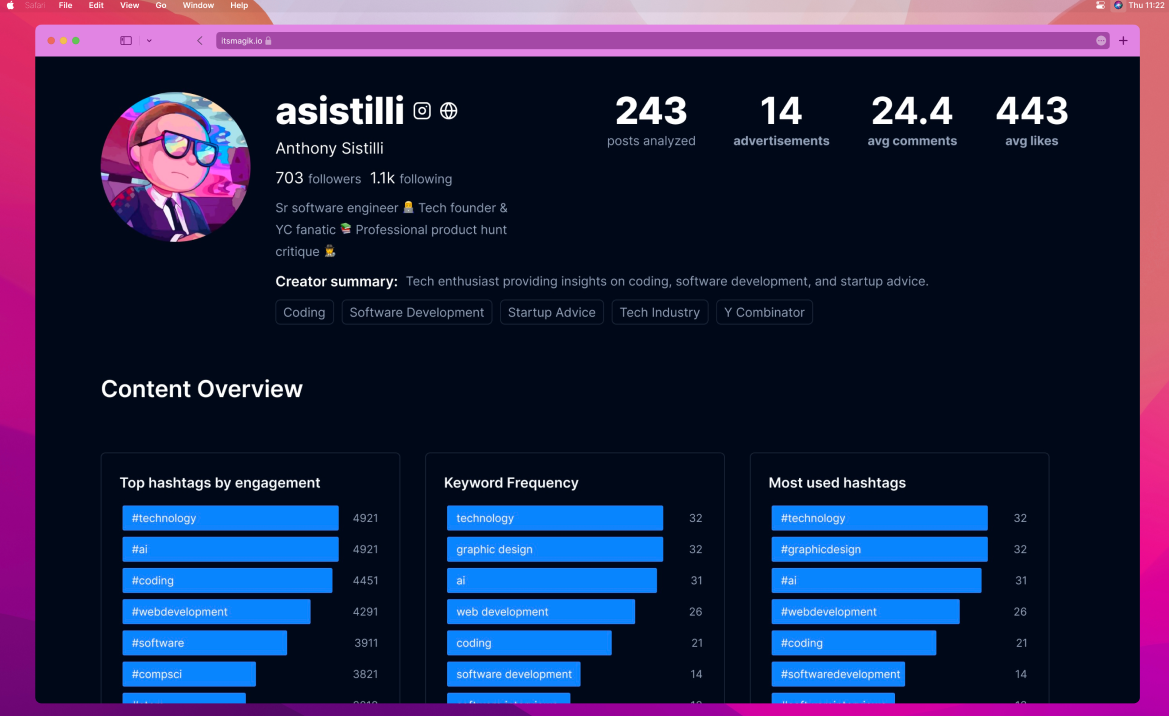 Safari File Edit View Go Window Help Thu 11:22
itsmagik.io
asistilli
Anthony Sistilli
703 followers 1.1k following
Sr software engineer 👨‍💻 Tech founder &
YC fanatic 📚 Professional product hunt
critique 🕵️
243
posts analyzed
14
advertisements
24.4
avg comments
443
avg likes
Creator summary: Tech enthusiast providing insights on coding, software development, and startup advice.
Coding Software Development Startup Advice Tech Industry Y Combinator
Content Overview
Top hashtags by engagement
#technology 4921
#ai 4921
#coding 4451
#webdevelopment 4291
#software 3911
#compsci 3821
Keyword Frequency
technology 32
graphic design 32
ai 31
web development 26
coding 21
software development 14
Most used hashtags
#technology 32
#graphicdesign 32
#ai 31
#webdevelopment 26
#coding 21
#softwaredevelopment 14